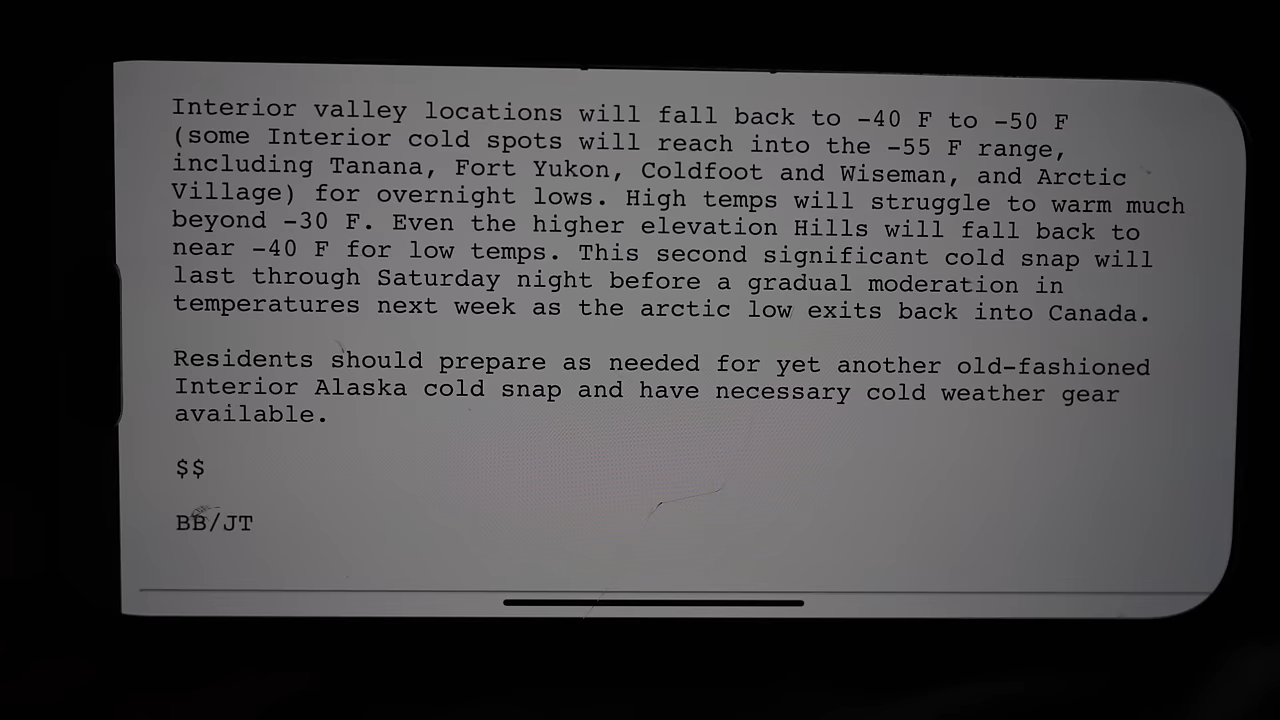 Interior valley locations will fall back to -40 F to -50 F
(some Interior cold spots will reach into the -55 F range,
including Tanana, Fort Yukon, Coldfoot and Wiseman, and Arctic
Village) for overnight lows. High temps will struggle to warm much
beyond -30 F. Even the higher elevation Hills will fall back to
near -40 F for low temps. This second significant cold snap will
last through Saturday night before a gradual moderation in
temperatures next week as the arctic low exits back into Canada.
Residents should prepare as needed for yet another old-fashioned
Interior Alaska cold snap and have necessary cold weather gear
available.
$$
BB/JT